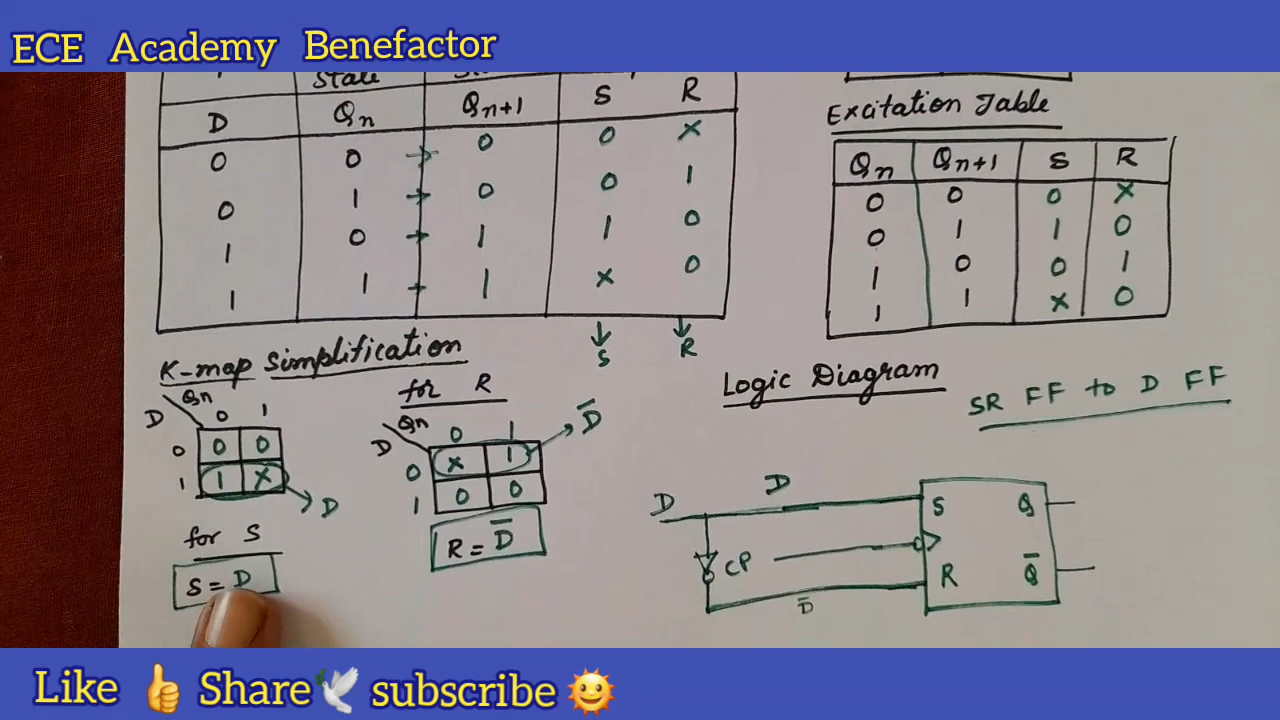 ECE Academy Benefactor
State
D Qn Qn+1 S R
0 0 → 0 0 X
0 1 → 0 0 1
1 0 → 1 1 0
1 1 → 1 X 0
↓ ↓
S R
Excitation Table
Qn Qn+1 S R
0 0 0 X
0 1 1 0
1 0 0 1
1 1 X 0
K-map Simplification
Qn
D 0 1
0 0 0
1 1 X → D
for S
S = D
for R
Qn
D 0 1
0 X 1 → D̅
1 0 0
R = D̅
Logic Diagram
SR FF to D FF
D D S Q
CP
D̅ R Q̅
Like 👍 Share 🕊 subscribe 🌞